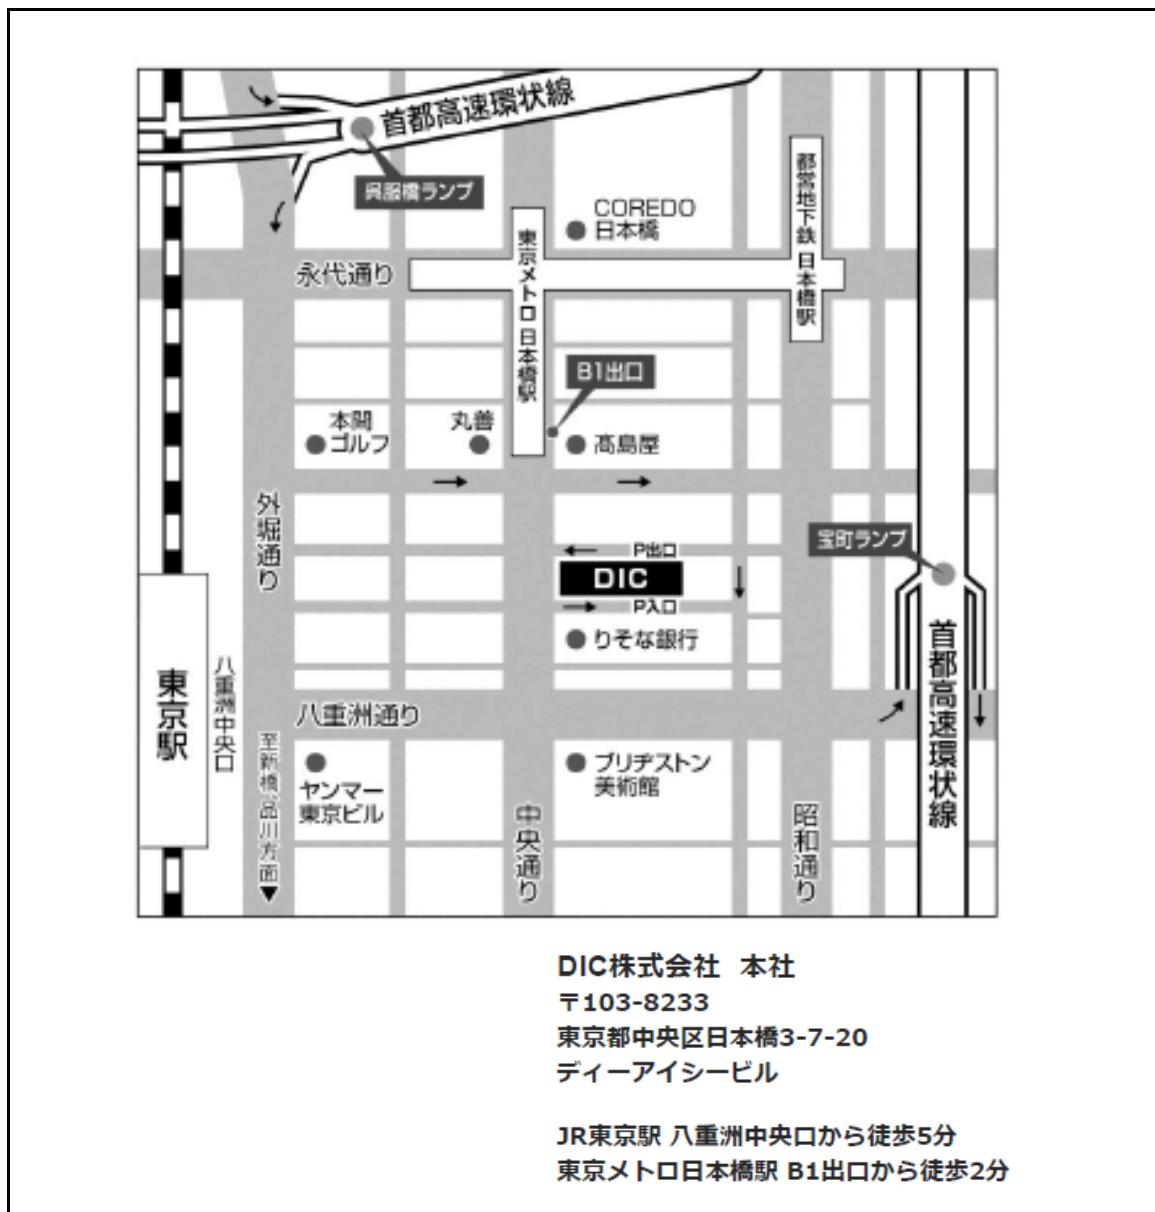 首都高速環状線
呉服橋ランプ
COREDO
日本橋
都営地下鉄 日本橋駅
東京メトロ 日本橋駅
永代通り
B1出口
本間
ゴルフ
丸善
髙島屋
外堀通り
宝町ランプ
P出口
DIC
P入口
りそな銀行
首都高速環状線
東京駅
八重洲中央口
八重洲通り
至新橋、品川方面▼
ヤンマー
東京ビル
ブリヂストン
美術館
中央通り
昭和通り
DIC株式会社 本社
〒103-8233
東京都中央区日本橋3-7-20
ディーアイシービル
JR東京駅 八重洲中央口から徒歩5分
東京メトロ日本橋駅 B1出口から徒歩2分